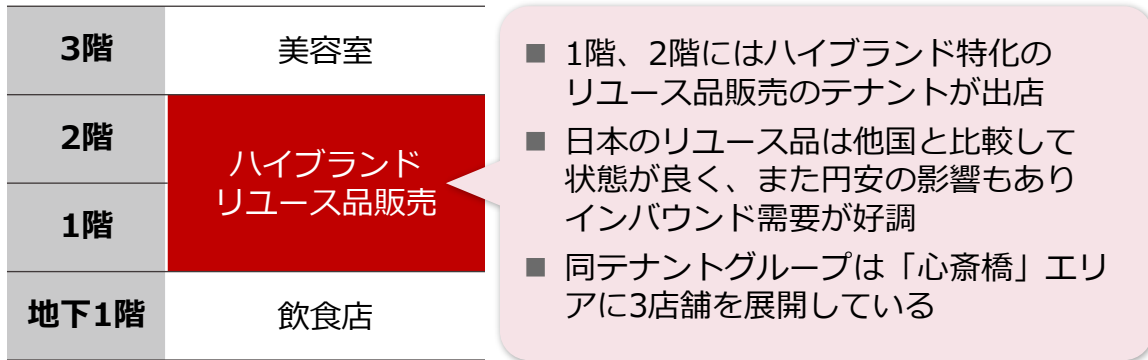 3階
美容室
2階
ハイブランド
リユース品販売
1階
地下1階
飲食店
■ 1階、2階にはハイブランド特化の
リユース品販売のテナントが出店
■ 日本のリユース品は他国と比較して
状態が良く、また円安の影響もあり
インバウンド需要が好調
■ 同テナントグループは「心斎橋」エリ
アに3店舗を展開している